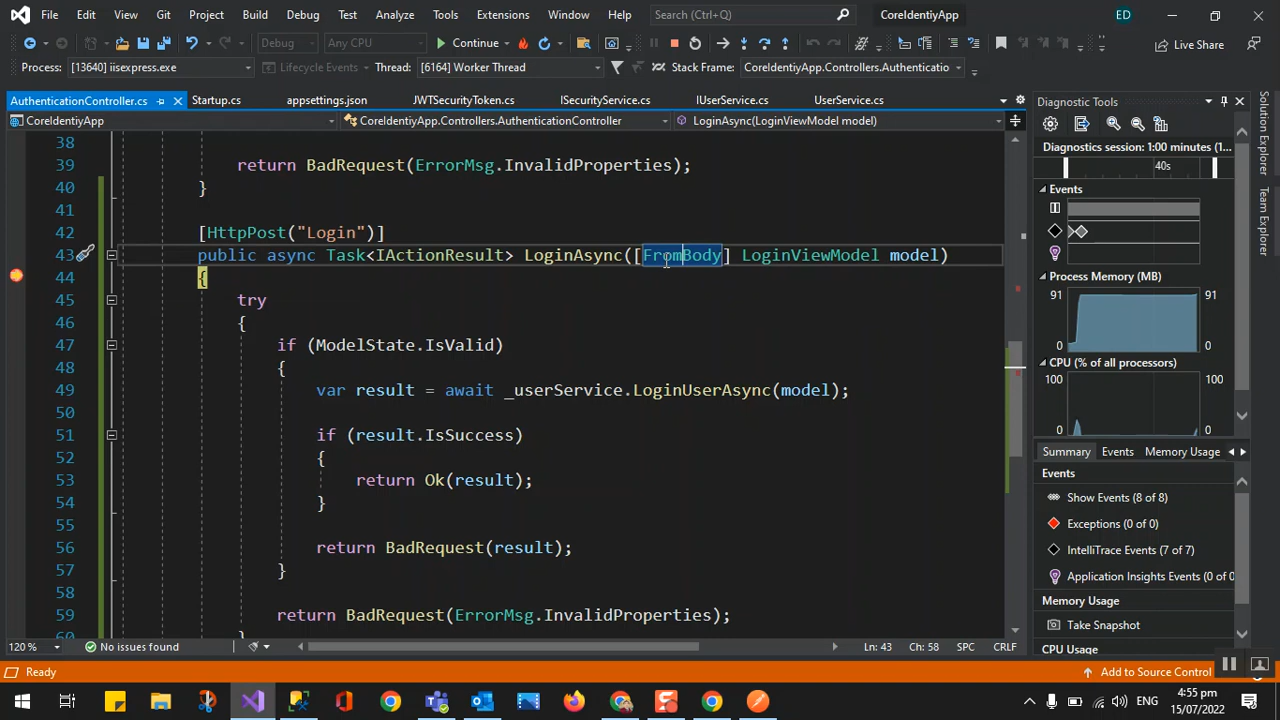 File Edit View Git Project Build Debug Test Analyze Tools Extensions Window Help Search (Ctrl+Q) CoreIdentiyApp ED
Debug Any CPU Continue Live Share
Process: [13640] iisexpress.exe Lifecycle Events Thread: [6164] Worker Thread Stack Frame: CoreIdentiyApp.Controllers.Authenticatio
AuthenticationController.cs Startup.cs appsettings.json JWTSecurityToken.cs ISecurityService.cs IUserService.cs UserService.cs
CoreIdentiyApp CoreIdentiyApp.Controllers.AuthenticationController LoginAsync(LoginViewModel model)
38
39 return BadRequest(ErrorMsg.InvalidProperties);
40 }
41
42 [HttpPost("Login")]
43 public async Task<IActionResult> LoginAsync([FromBody] LoginViewModel model)
44 {
45 try
46 {
47 if (ModelState.IsValid)
48 {
49 var result = await _userService.LoginUserAsync(model);
50
51 if (result.IsSuccess)
52 {
53 return Ok(result);
54 }
55
56 return BadRequest(result);
57 }
58
59 return BadRequest(ErrorMsg.InvalidProperties);
60 }
120 % No issues found Ln: 43 Ch: 58 SPC CRLF
Diagnostic Tools
Diagnostics session: 1:00 minutes (1...
40s
Events
Process Memory (MB)
91 91
0 0
CPU (% of all processors)
100 100
0 0
Summary Events Memory Usage
Events
Show Events (8 of 8)
Exceptions (0 of 0)
IntelliTrace Events (7 of 7)
Application Insights Events (0 of 0
Memory Usage
Take Snapshot
CPU Usage
Solution Explorer
Team Explorer
Ready Add to Source Control
ENG 4:55 pm
15/07/2022